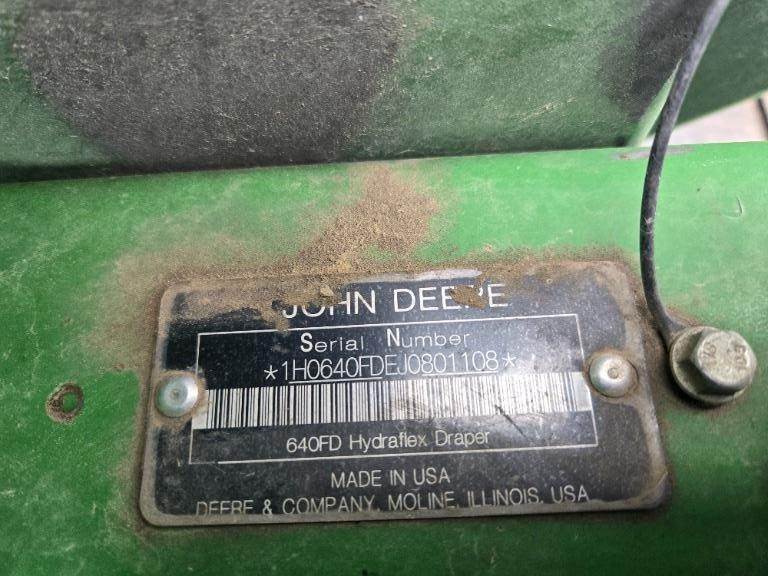 JOHN DEERE
Serial Number
*1H0640FDEJ0801108*
640FD Hydraflex Draper
MADE IN USA
DEERE & COMPANY, MOLINE, ILLINOIS, USA